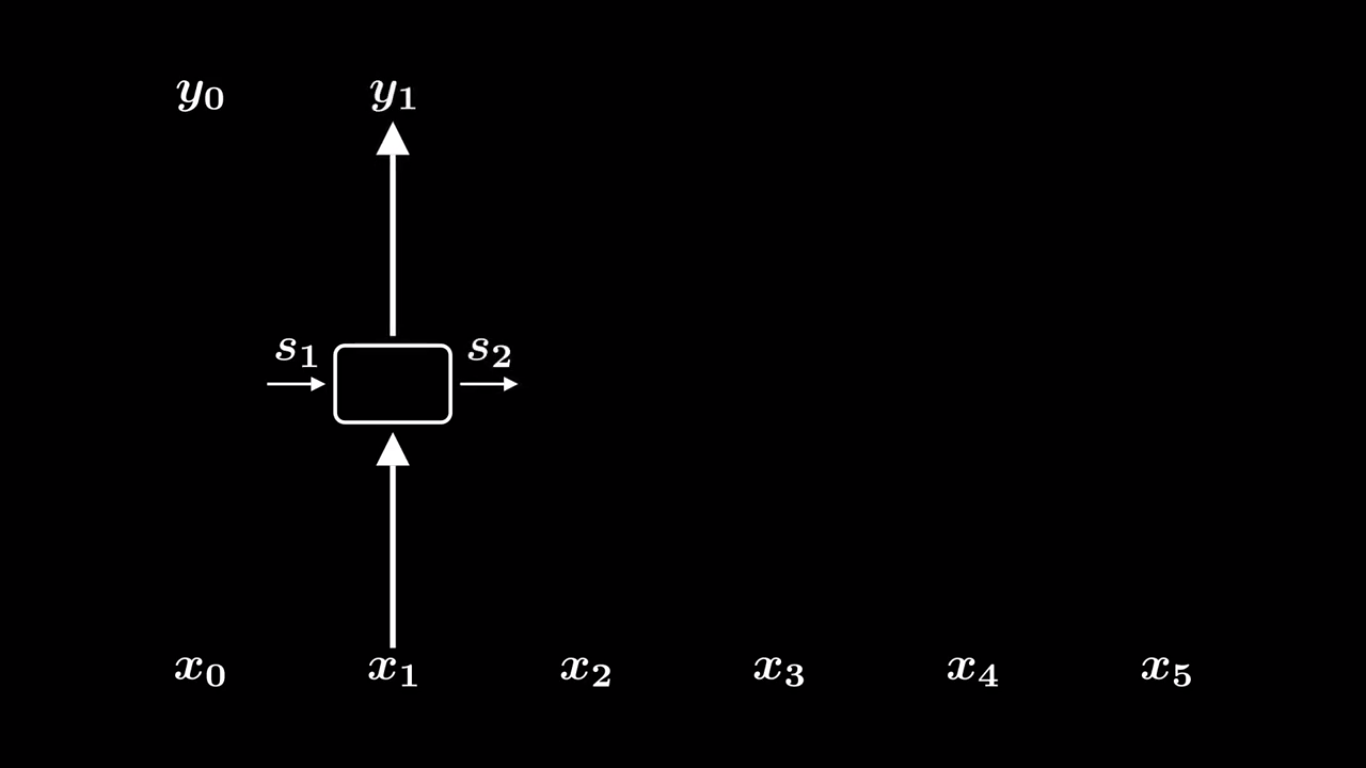 y₀ y₁
s₁ s₂
x₀ x₁ x₂ x₃ x₄ x₅